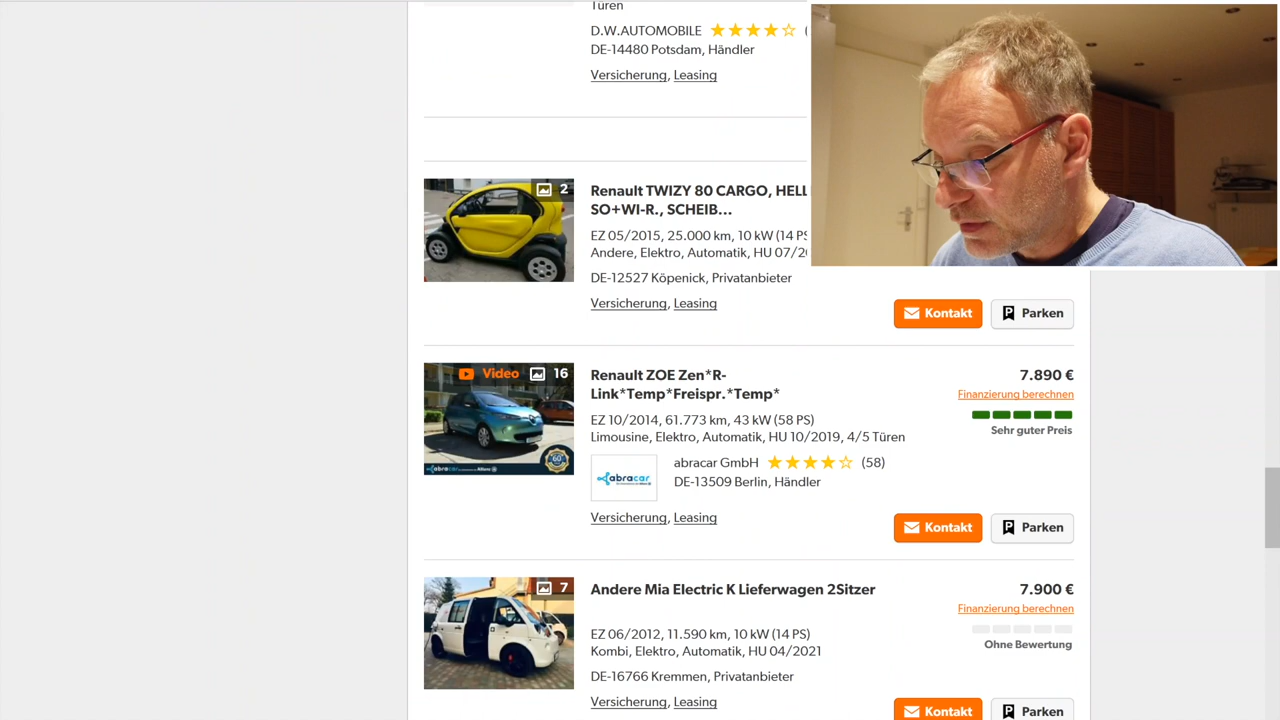 Türen
D.W.AUTOMOBILE
DE-14480 Potsdam, Händler
Versicherung, Leasing
2
Renault TWIZY 80 CARGO, HELL
SO+WI-R., SCHEIB...
EZ 05/2015, 25.000 km, 10 kW (14 PS
Andere, Elektro, Automatik, HU 07/2
DE-12527 Köpenick, Privatanbieter
Versicherung, Leasing
Kontakt
Parken
Video 16
Renault ZOE Zen*R-
Link*Temp*Freispr.*Temp*
7.890 €
Finanzierung berechnen
Sehr guter Preis
EZ 10/2014, 61.773 km, 43 kW (58 PS)
Limousine, Elektro, Automatik, HU 10/2019, 4/5 Türen
abracar
abracar GmbH (58)
DE-13509 Berlin, Händler
Versicherung, Leasing
Kontakt
Parken
7
Andere Mia Electric K Lieferwagen 2Sitzer
7.900 €
Finanzierung berechnen
Ohne Bewertung
EZ 06/2012, 11.590 km, 10 kW (14 PS)
Kombi, Elektro, Automatik, HU 04/2021
DE-16766 Kremmen, Privatanbieter
Versicherung, Leasing
Kontakt
Parken